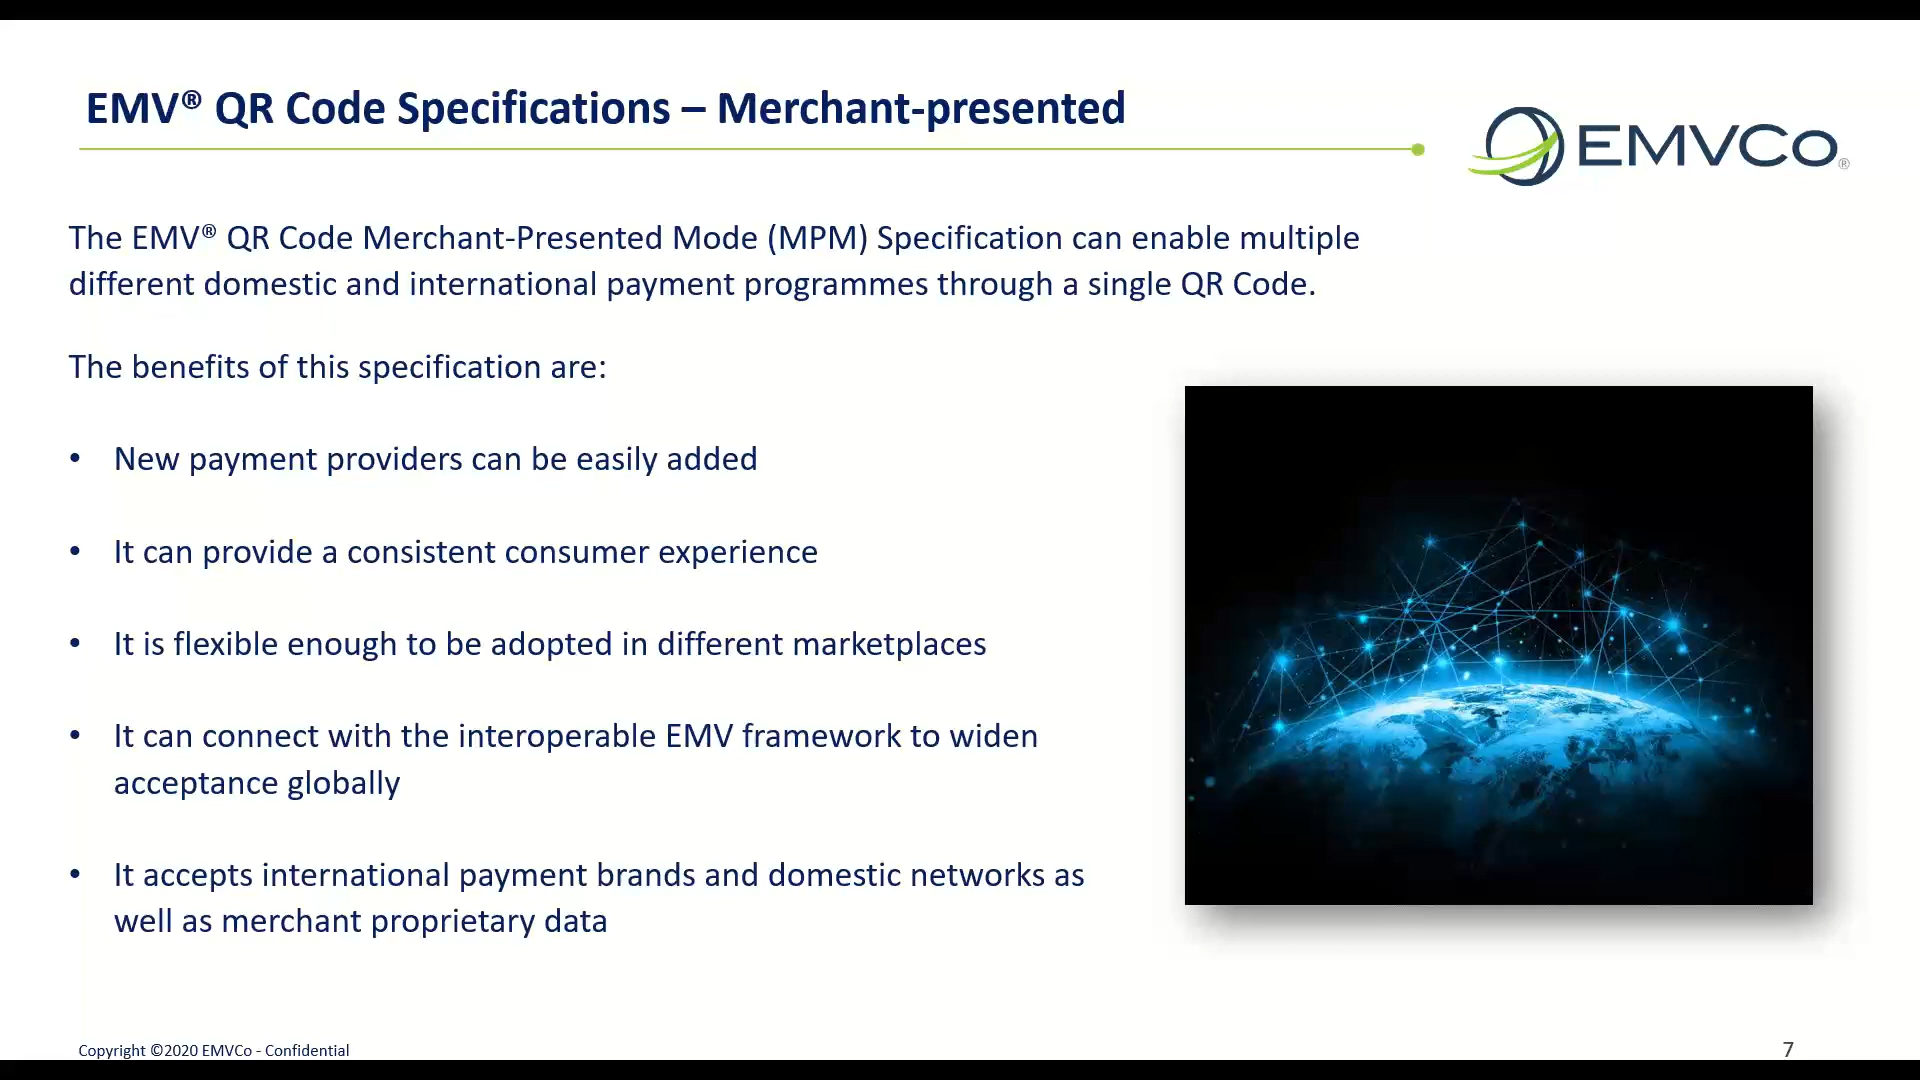 EMV® QR Code Specifications – Merchant-presented
EMVCo®
The EMV® QR Code Merchant-Presented Mode (MPM) Specification can enable multiple
different domestic and international payment programmes through a single QR Code.
The benefits of this specification are:
• New payment providers can be easily added
• It can provide a consistent consumer experience
• It is flexible enough to be adopted in different marketplaces
• It can connect with the interoperable EMV framework to widen
acceptance globally
• It accepts international payment brands and domestic networks as
well as merchant proprietary data
Copyright ©2020 EMVCo - Confidential
7